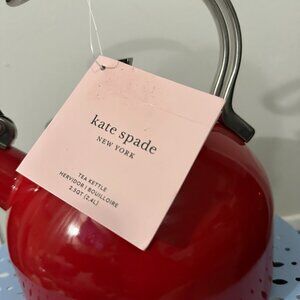 kate spade
NEW YORK
TEA KETTLE
HERVIDOR | BOUILLOIRE
2.5QT (2.4L)